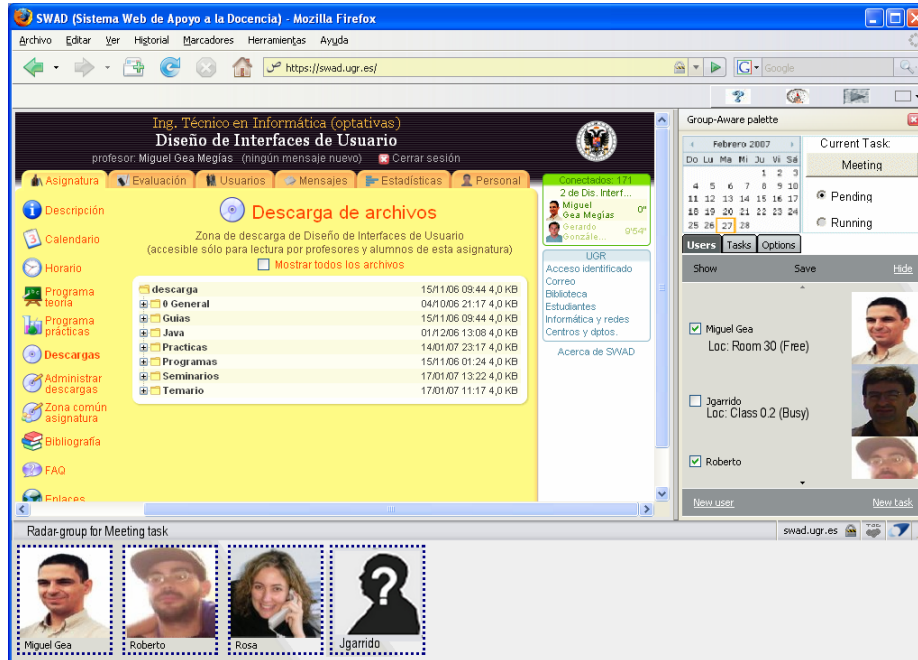 SWAD (Sistema Web de Apoyo a la Docencia) - Mozilla Firefox
Archivo Editar Ver Historial Marcadores Herramientas Ayuda
https://swad.ugr.es/
G Google
Ing. Técnico en Informática (optativas)
Diseño de Interfaces de Usuario
profesor: Miguel Gea Megías (ningún mensaje nuevo) Cerrar sesión
Asignatura Evaluación Usuarios Mensajes Estadísticas Personal
Descripción
Calendario
Horario
Programa teoría
Programa prácticas
Descargas
Administrar descargas
Zona común asignatura
Bibliografía
FAQ
Enlaces
Descarga de archivos
Zona de descarga de Diseño de Interfaces de Usuario
(accesible sólo para lectura por profesores y alumnos de esta asignatura)
Mostrar todos los archivos
descarga 15/11/06 09:44 4,0 KB
0 General 04/10/06 21:17 4,0 KB
Guias 15/11/06 09:44 4,0 KB
Java 01/12/06 13:08 4,0 KB
Practicas 14/01/07 23:17 4,0 KB
Programas 15/11/06 01:24 4,0 KB
Seminarios 17/01/07 13:22 4,0 KB
Temario 17/01/07 11:17 4,0 KB
Conectados: 171
2 de Dis. Interf...
Miguel
Gea Megías 0"
Gerardo
Gonzále... 9'54"
UGR
Acceso identificado
Correo
Biblioteca
Estudiantes
Informática y redes
Centros y dptos.
Acerca de SWAD
Group-Aware palette
Febrero 2007
Do Lu Ma Mi Ju Vi Sá
1 2 3
4 5 6 7 8 9 10
11 12 13 14 15 16 17
18 19 20 21 22 23 24
25 26 27 28
Current Task:
Meeting
Pending
Running
Users Tasks Options
Show Save Hide
Miguel Gea
Loc: Room 30 (Free)
Jgarrido
Loc: Class 0.2 (Busy)
Roberto
New user New task
Radar-group for Meeting task
swad.ugr.es
Miguel Gea
Roberto
Rosa
Jgarrido